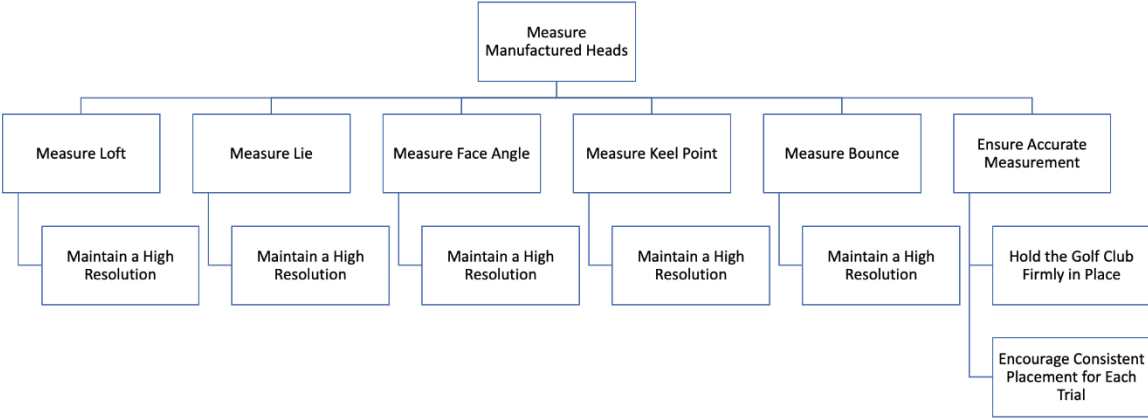 Measure
Manufactured Heads
Measure Loft
Measure Lie
Measure Face Angle
Measure Keel Point
Measure Bounce
Ensure Accurate
Measurement
Maintain a High
Resolution
Maintain a High
Resolution
Maintain a High
Resolution
Maintain a High
Resolution
Maintain a High
Resolution
Hold the Golf Club
Firmly in Place
Encourage Consistent
Placement for Each
Trial